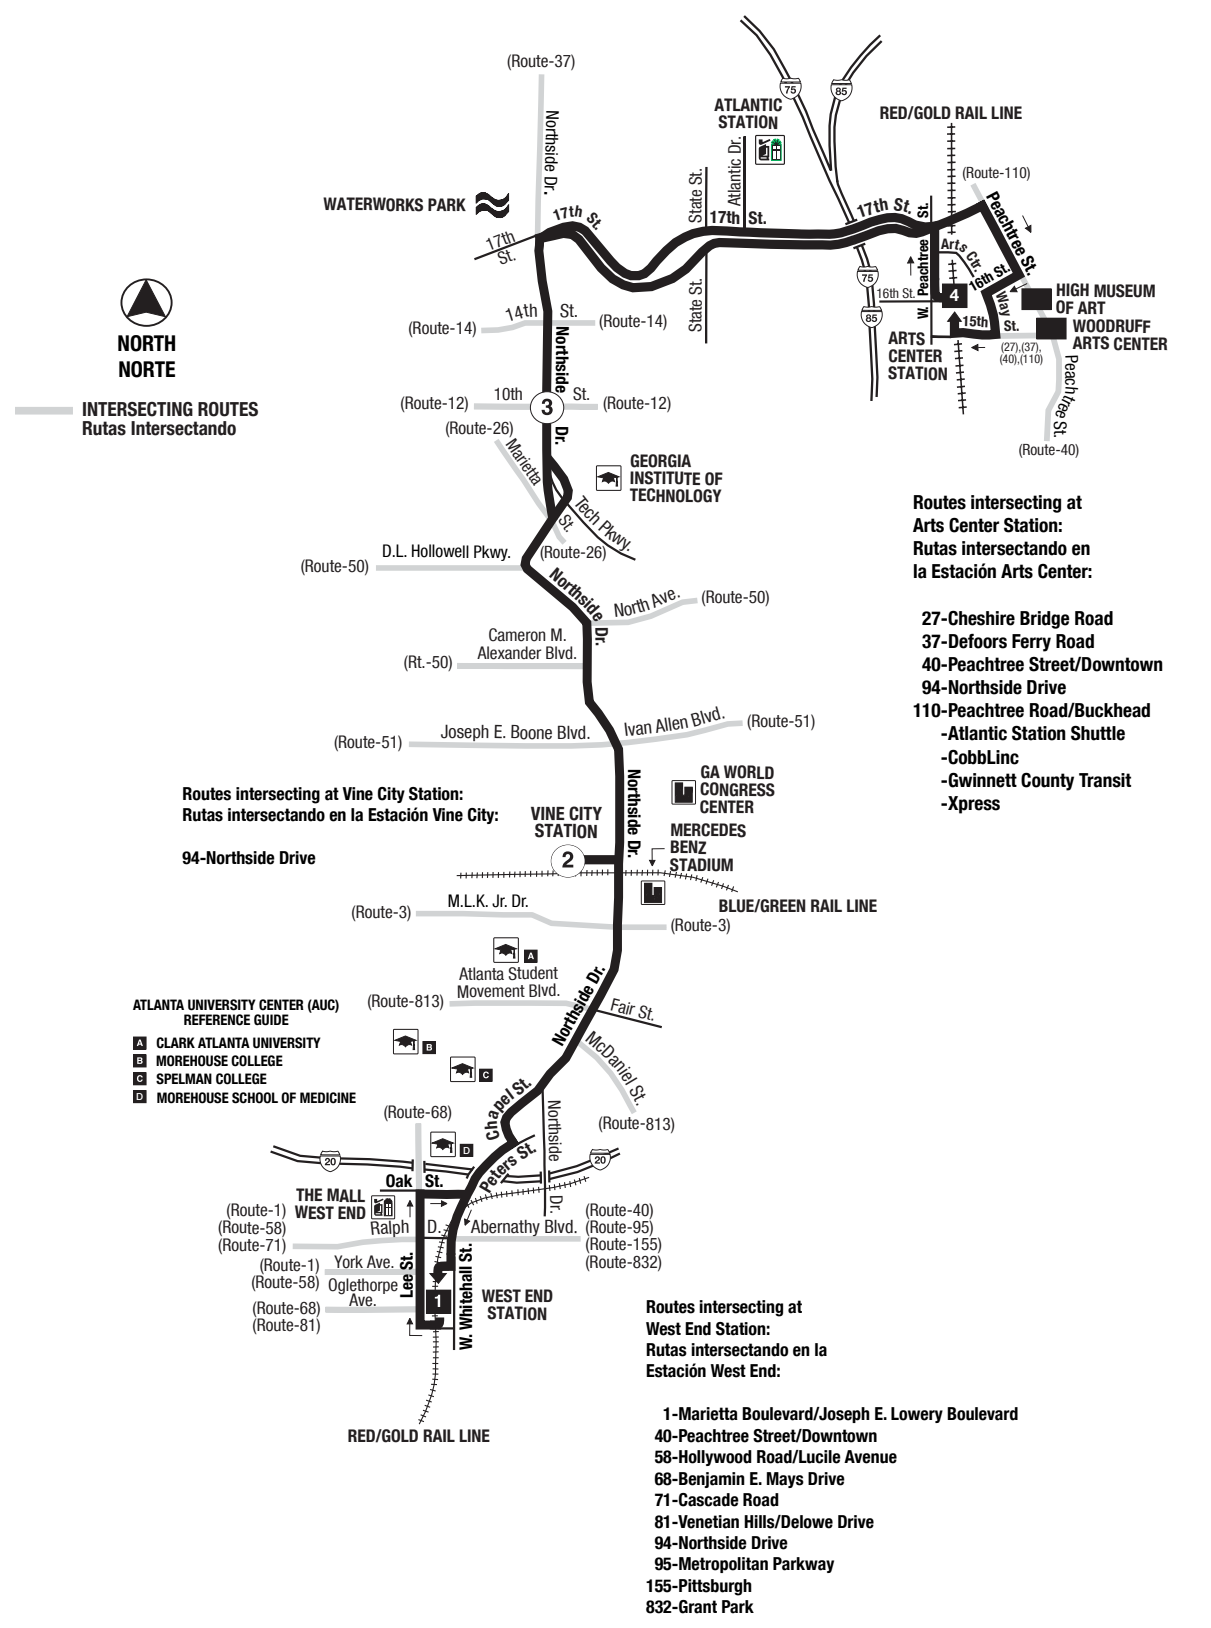 (Route-37)
75
85
ATLANTIC
STATION
RED/GOLD RAIL LINE
Northside Dr.
Atlantic Dr.
State St.
(Route-110)
WATERWORKS PARK
17th St.
17th St.
17th St.
St.
Peachtree St.
17th
St.
Arts Ctr.
W. Peachtree
16th St.
Way
75
16th St.
4
HIGH MUSEUM
OF ART
State St.
85
15th
St.
WOODRUFF
ARTS CENTER
NORTH
NORTE
14th
St.
(Route-14)
(Route-14)
ARTS
CENTER
STATION
(27),(37),
(40),(110)
Northside
Peachtree St.
INTERSECTING ROUTES
Rutas Intersectando
10th
St.
(Route-12)
3
(Route-12)
(Route-26)
Dr.
(Route-40)
Marietta
St.
GEORGIA
INSTITUTE OF
TECHNOLOGY
Tech Pkwy.
Routes intersecting at
Arts Center Station:
Rutas intersectando en
la Estación Arts Center:
D.L. Hollowell Pkwy.
(Route-26)
(Route-50)
Northside Dr.
North Ave.
(Route-50)
27-Cheshire Bridge Road
37-Defoors Ferry Road
40-Peachtree Street/Downtown
94-Northside Drive
110-Peachtree Road/Buckhead
-Atlantic Station Shuttle
-CobbLinc
-Gwinnett County Transit
-Xpress
Cameron M.
Alexander Blvd.
(Rt.-50)
Joseph E. Boone Blvd.
Ivan Allen Blvd.
(Route-51)
(Route-51)
Northside Dr.
GA WORLD
CONGRESS
CENTER
Routes intersecting at Vine City Station:
Rutas intersectando en la Estación Vine City:
94-Northside Drive
VINE CITY
STATION
2
MERCEDES
BENZ
STADIUM
BLUE/GREEN RAIL LINE
M.L.K. Jr. Dr.
(Route-3)
(Route-3)
A
Atlanta Student
Movement Blvd.
(Route-813)
Northside Dr.
Fair St.
ATLANTA UNIVERSITY CENTER (AUC)
REFERENCE GUIDE
A CLARK ATLANTA UNIVERSITY
B MOREHOUSE COLLEGE
C SPELMAN COLLEGE
D MOREHOUSE SCHOOL OF MEDICINE
B
C
McDaniel St.
(Route-813)
Chapel St.
Northside
Dr.
(Route-68)
D
Peters St.
20
20
Oak St.
THE MALL
WEST END
(Route-1)
(Route-58)
(Route-71)
Ralph D. Abernathy Blvd.
(Route-40)
(Route-95)
(Route-155)
(Route-832)
(Route-1)
(Route-58)
York Ave.
Oglethorpe
Ave.
Lee St.
W. Whitehall St.
(Route-68)
(Route-81)
1
WEST END
STATION
RED/GOLD RAIL LINE
Routes intersecting at
West End Station:
Rutas intersectando en la
Estación West End:
1-Marietta Boulevard/Joseph E. Lowery Boulevard
40-Peachtree Street/Downtown
58-Hollywood Road/Lucile Avenue
68-Benjamin E. Mays Drive
71-Cascade Road
81-Venetian Hills/Delowe Drive
94-Northside Drive
95-Metropolitan Parkway
155-Pittsburgh
832-Grant Park